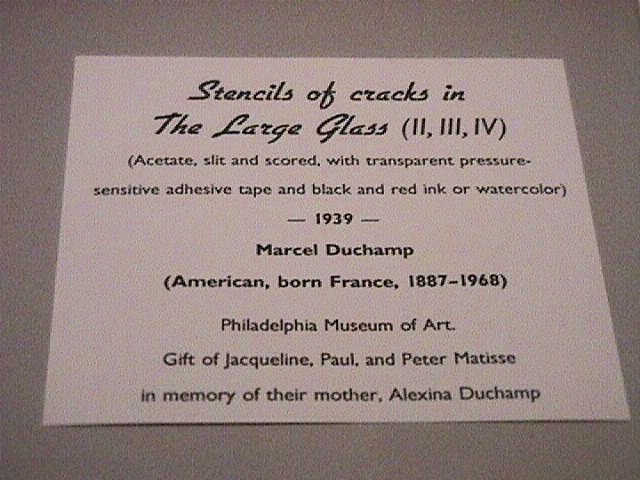 Stencils of cracks in
The Large Glass (II, III, IV)
(Acetate, slit and scored, with transparent pressure-
sensitive adhesive tape and black and red ink or watercolor)
— 1939 —
Marcel Duchamp
(American, born France, 1887–1968)
Philadelphia Museum of Art.
Gift of Jacqueline, Paul, and Peter Matisse
in memory of their mother, Alexina Duchamp